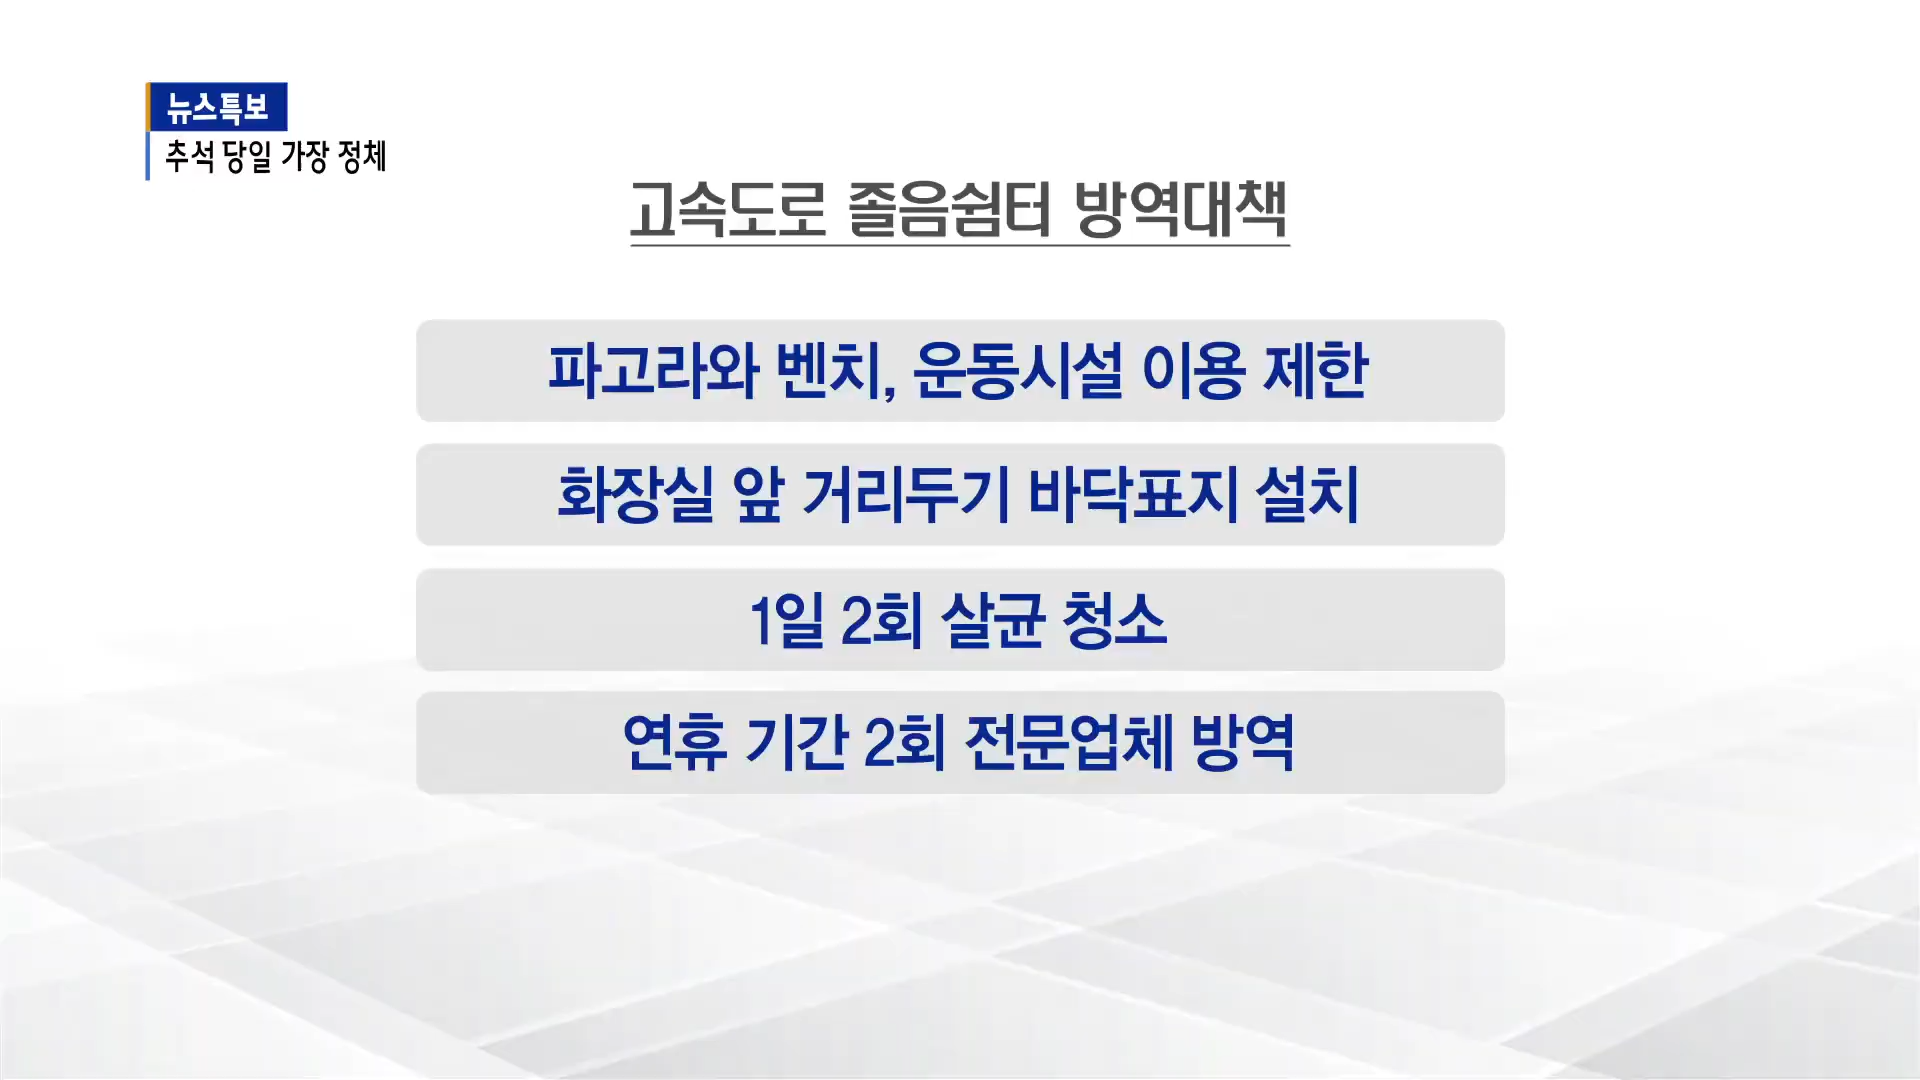 뉴스특보
추석 당일 가장 정체
고속도로 졸음쉼터 방역대책
파고라와 벤치, 운동시설 이용 제한
화장실 앞 거리두기 바닥표지 설치
1일 2회 살균 청소
연휴 기간 2회 전문업체 방역